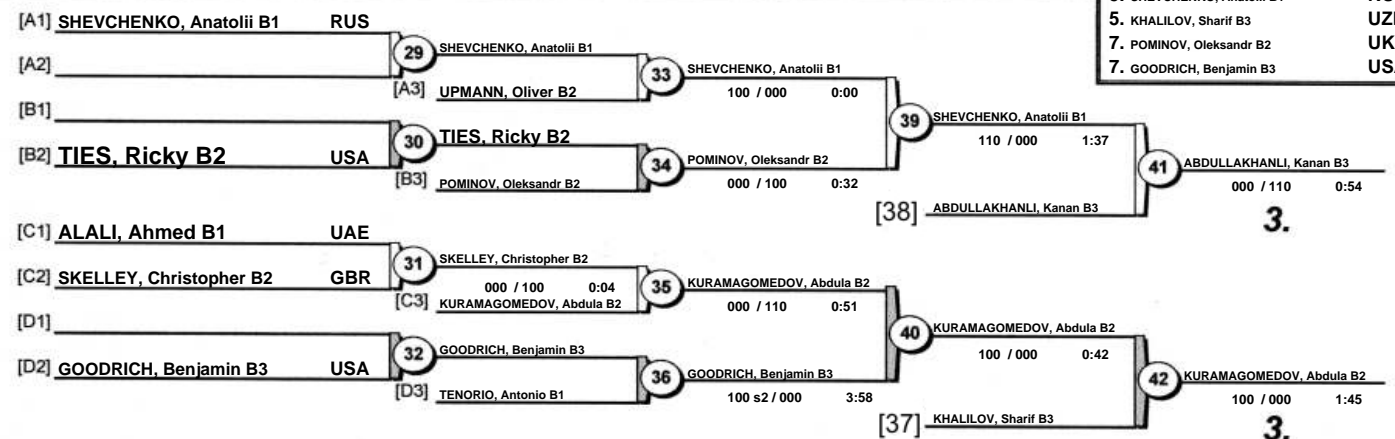 [A1] SHEVCHENKO, Anatolii B1 RUS
5. KHALILOV, Sharif B3
7. POMINOV, Oleksandr B2
7. GOODRICH, Benjamin B3
29 SHEVCHENKO, Anatolii B1
[A2]
[A3] UPMANN, Oliver B2
33 SHEVCHENKO, Anatolii B1
100 / 000 0:00
[B1]
39 SHEVCHENKO, Anatolii B1
110 / 000 1:37
30 TIES, Ricky B2
[B2] TIES, Ricky B2 USA
34 POMINOV, Oleksandr B2
000 / 100 0:32
[B3] POMINOV, Oleksandr B2
41 ABDULLAKHANLI, Kanan B3
000 / 110 0:54
[38] ABDULLAKHANLI, Kanan B3
3.
[C1] ALALI, Ahmed B1 UAE
31 SKELLEY, Christopher B2
000 / 100 0:04
[C2] SKELLEY, Christopher B2 GBR
[C3] KURAMAGOMEDOV, Abdula B2
35 KURAMAGOMEDOV, Abdula B2
000 / 110 0:51
[D1]
40 KURAMAGOMEDOV, Abdula B2
100 / 000 0:42
32 GOODRICH, Benjamin B3
[D2] GOODRICH, Benjamin B3 USA
36 GOODRICH, Benjamin B3
100 s2 / 000 3:58
[D3] TENORIO, Antonio B1
42 KURAMAGOMEDOV, Abdula B2
100 / 000 1:45
[37] KHALILOV, Sharif B3
3.